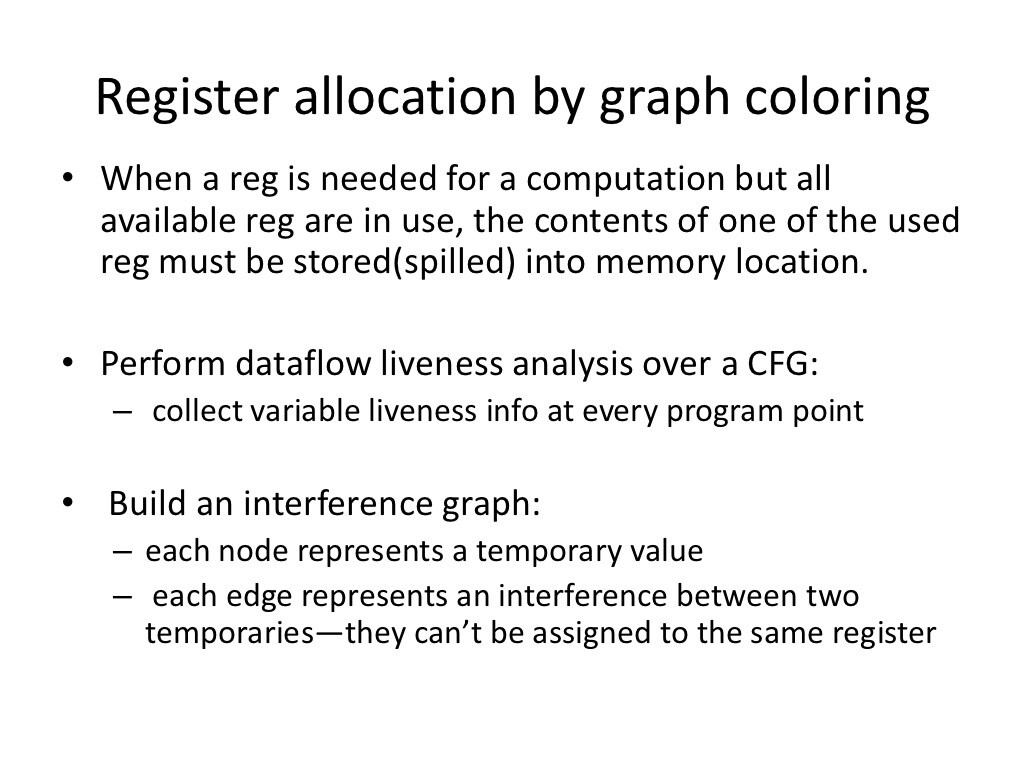 Register allocation by graph coloring
• When a reg is needed for a computation but all
available reg are in use, the contents of one of the used
reg must be stored(spilled) into memory location.
• Perform dataflow liveness analysis over a CFG:
– collect variable liveness info at every program point
• Build an interference graph:
– each node represents a temporary value
– each edge represents an interference between two
temporaries—they can’t be assigned to the same register